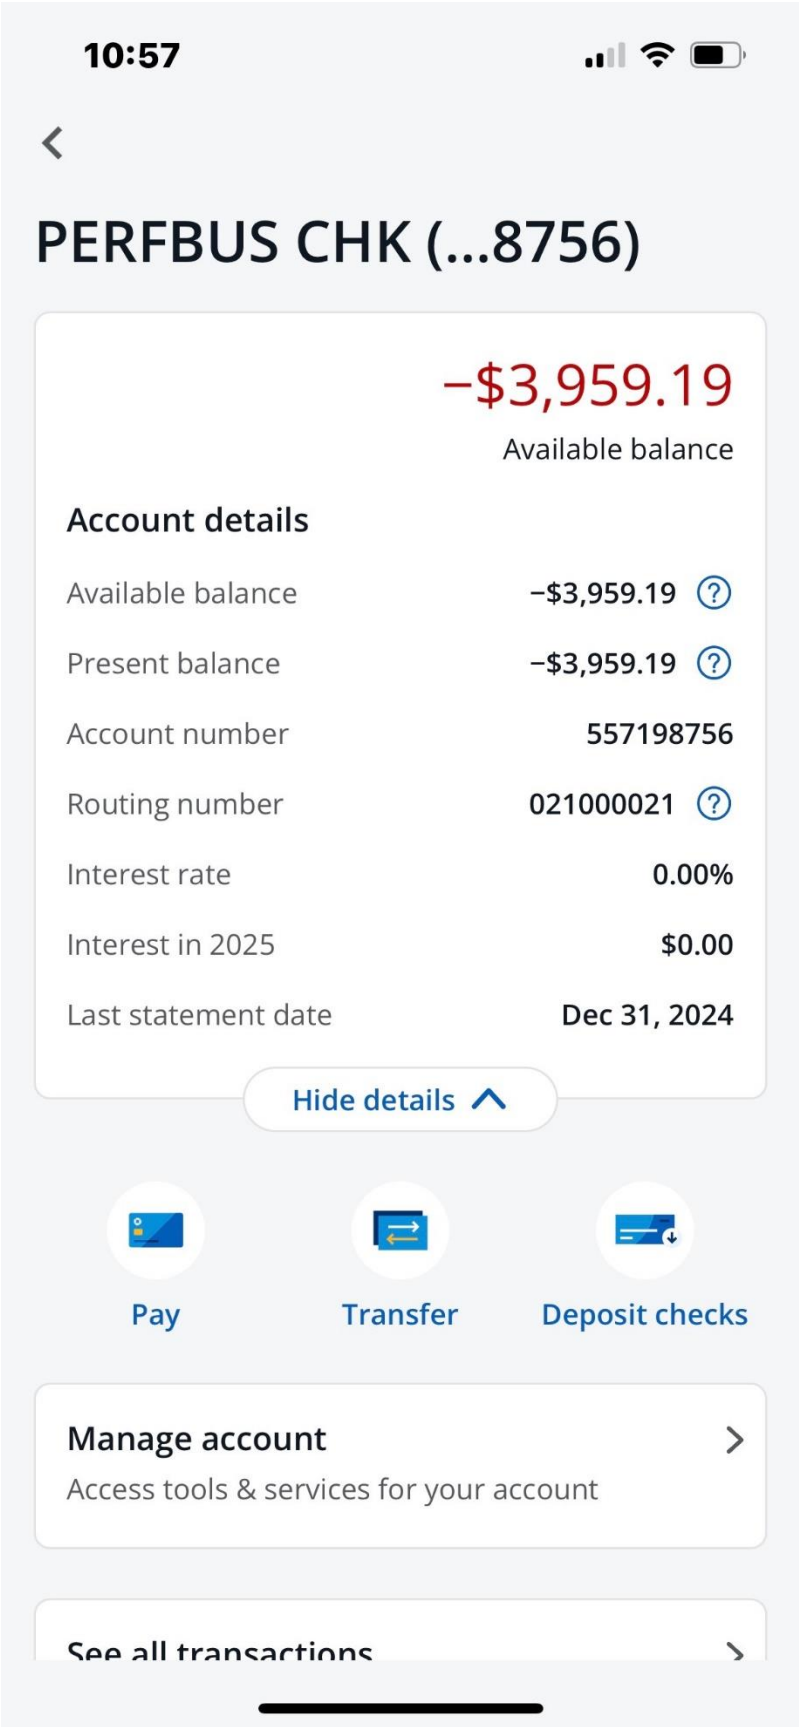 10:57
PERFBUS CHK (...8756)
−$3,959.19
Available balance
Account details
Available balance −$3,959.19 ?
Present balance −$3,959.19 ?
Account number 557198756
Routing number 021000021 ?
Interest rate 0.00%
Interest in 2025 $0.00
Last statement date Dec 31, 2024
Hide details
Pay Transfer Deposit checks
Manage account
Access tools & services for your account
See all transactions